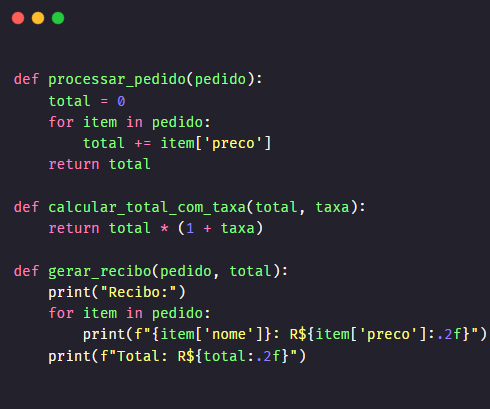 def processar_pedido(pedido):
    total = 0
    for item in pedido:
        total += item['preco']
    return total

def calcular_total_com_taxa(total, taxa):
    return total * (1 + taxa)

def gerar_recibo(pedido, total):
    print("Recibo:")
    for item in pedido:
        print(f"{item['nome']}: R${item['preco']:.2f}")
    print(f"Total: R${total:.2f}")